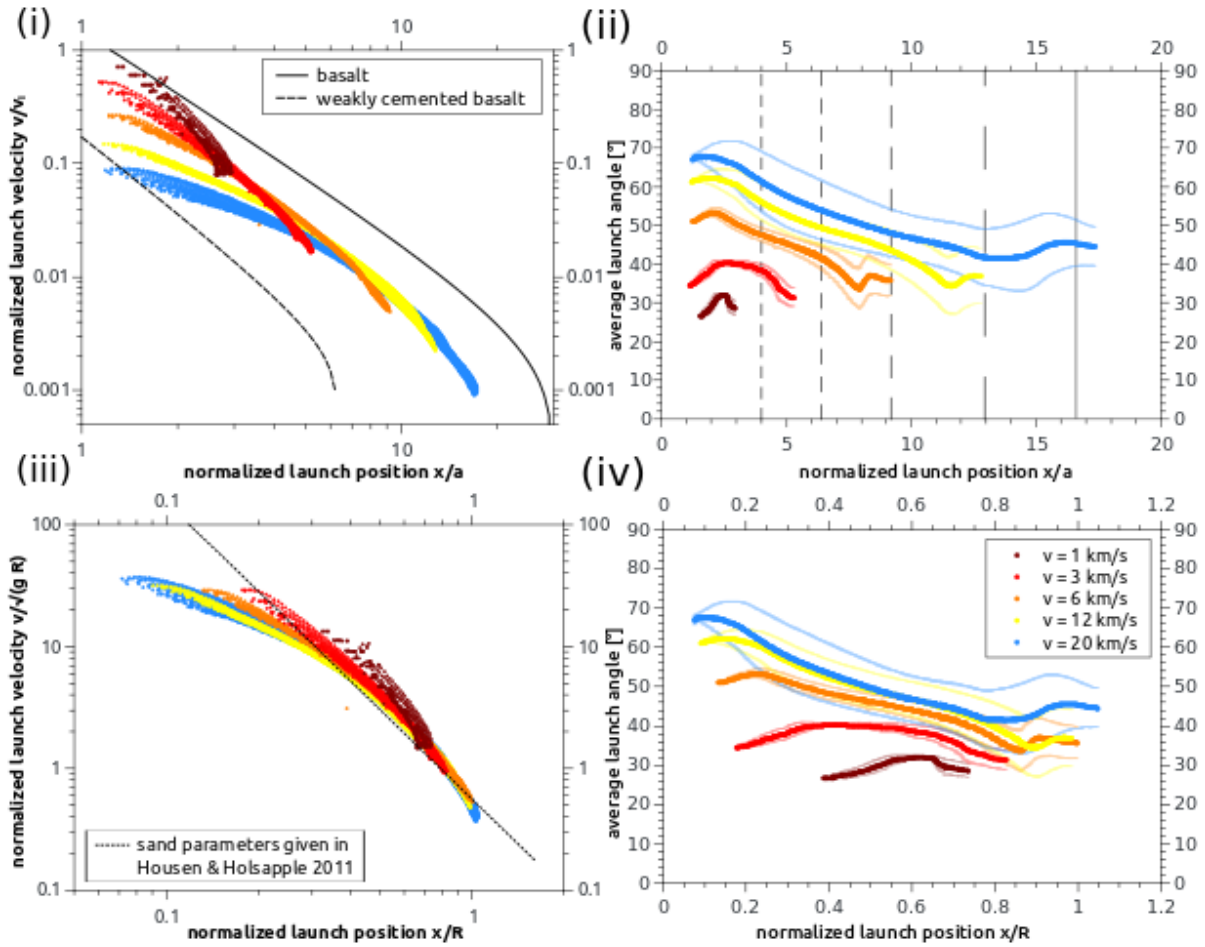 (i)
1 10
1
0.1
0.01
0.001
1
0.1
0.01
0.001
basalt
weakly cemented basalt
normalized launch velocity v/vᵢ
1 10
normalized launch position x/a
(ii)
0 5 10 15 20
90
80
70
60
50
40
30
20
10
0
90
80
70
60
50
40
30
20
10
0
average launch angle [°]
0 5 10 15 20
normalized launch position x/a
(iii)
0.1 1
100
10
1
0.1
100
10
1
0.1
normalized launch velocity v/√(g R)
sand parameters given in
Housen & Holsapple 2011
0.1 1
normalized launch position x/R
(iv)
0 0.2 0.4 0.6 0.8 1 1.2
90
80
70
60
50
40
30
20
10
0
90
80
70
60
50
40
30
20
10
0
average launch angle [°]
v = 1 km/s
v = 3 km/s
v = 6 km/s
v = 12 km/s
v = 20 km/s
0 0.2 0.4 0.6 0.8 1 1.2
normalized launch position x/R